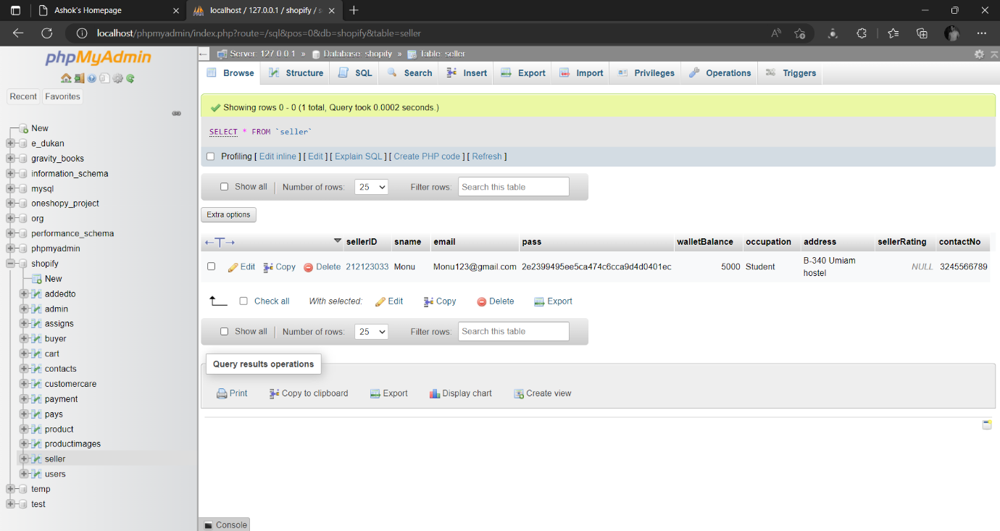 Ashok's Homepage
localhost / 127.0.0.1 / shopify / s
localhost/phpmyadmin/index.php?route=/sql&pos=0&db=shopify&table=seller
phpMyAdmin
Recent Favorites
New
e_dukan
gravity_books
information_schema
mysql
oneshopy_project
org
performance_schema
phpmyadmin
shopify
New
addedto
admin
assigns
buyer
cart
contacts
customercare
payment
pays
product
productimages
seller
users
temp
test
Server: 127.0.0.1 » Database: shopify » Table: seller
Browse Structure SQL Search Insert Export Import Privileges Operations Triggers
Showing rows 0 - 0 (1 total, Query took 0.0002 seconds.)
SELECT * FROM `seller`
Profiling [ Edit inline ] [ Edit ] [ Explain SQL ] [ Create PHP code ] [ Refresh ]
Show all Number of rows: 25 Filter rows: Search this table
Extra options
←T→ sellerID sname email pass walletBalance occupation address sellerRating contactNo
Edit Copy Delete 212123033 Monu Monu123@gmail.com 2e2399495ee5ca474c6cca9d4d0401ec 5000 Student B-340 Umiam NULL 3245566789
hostel
Check all With selected: Edit Copy Delete Export
Show all Number of rows: 25 Filter rows: Search this table
Query results operations
Print Copy to clipboard Export Display chart Create view
Console